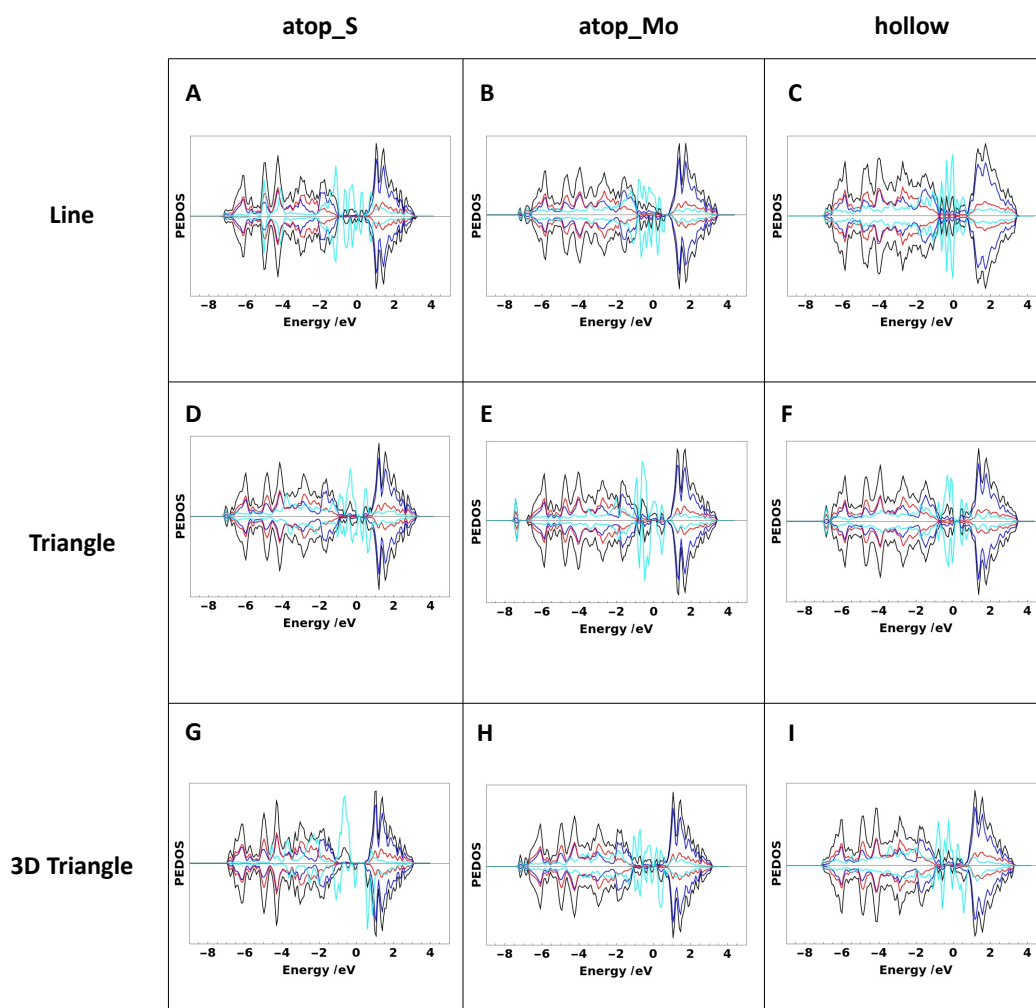 atop_S atop_Mo hollow
Line
A B C
PEDOS PEDOS PEDOS
−8 −6 −4 −2 0 2 4 −8 −6 −4 −2 0 2 4 −8 −6 −4 −2 0 2 4
Energy /eV Energy /eV Energy /eV
Triangle
D E F
PEDOS PEDOS PEDOS
−8 −6 −4 −2 0 2 4 −8 −6 −4 −2 0 2 4 −8 −6 −4 −2 0 2 4
Energy /eV Energy /eV Energy /eV
3D Triangle
G H I
PEDOS PEDOS PEDOS
−8 −6 −4 −2 0 2 4 −8 −6 −4 −2 0 2 4 −8 −6 −4 −2 0 2 4
Energy /eV Energy /eV Energy /eV